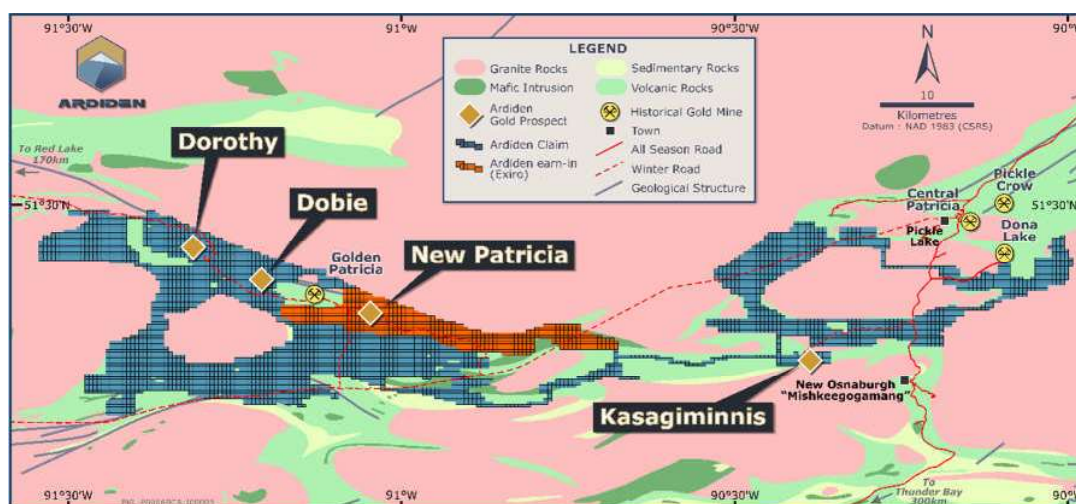 91°30'W
91°W
90°30'W
90°
ARDIDEN
LEGEND
Granite Rocks
Mafic Intrusion
Ardiden
Gold Prospect
Ardiden Claim
Ardiden earn-in
(Exiro)
Sedimentary Rocks
Volcanic Rocks
Historical Gold Mine
Town
All Season Road
Winter Road
Geological Structure
N
10
Kilometres
Datum : NAD 1983 (CSRS)
To Red Lake
170km
Dorothy
Dobie
Golden
Patricia
New Patricia
Kasagiminnis
Central
Patricia
Pickle
Crow
Pickle
Lake
Dona
Lake
51°30'N
51°30'N
New Osnaburgh
"Mishkeegogamang"
To
Thunder Bay
300km
91°30'W
91°W
90°30'W
90°